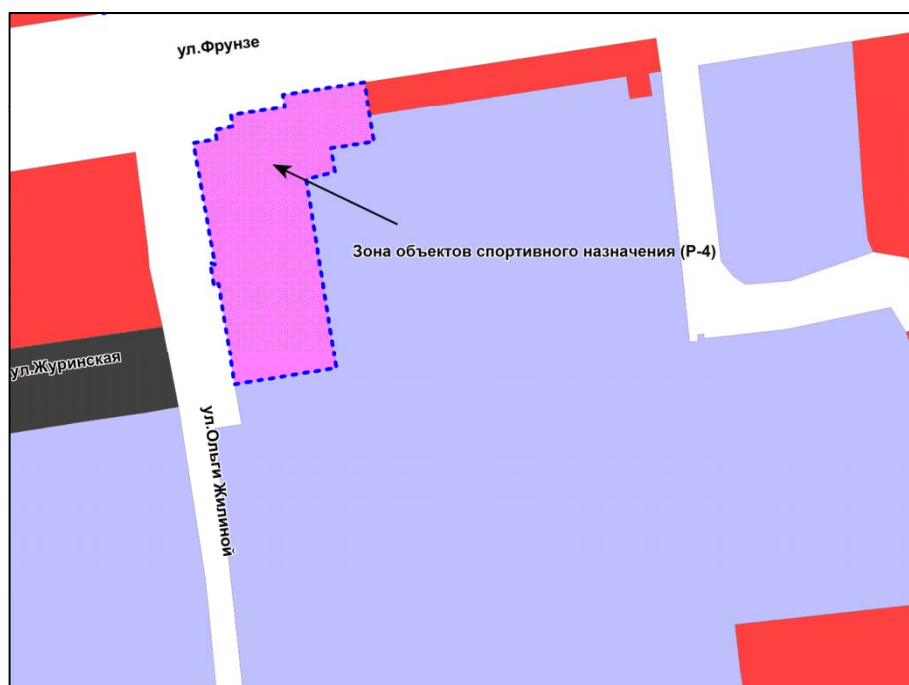 ул.Фрунзе
Зона объектов спортивного назначения (Р-4)
ул.Журинская
ул.Ольги Жилиной